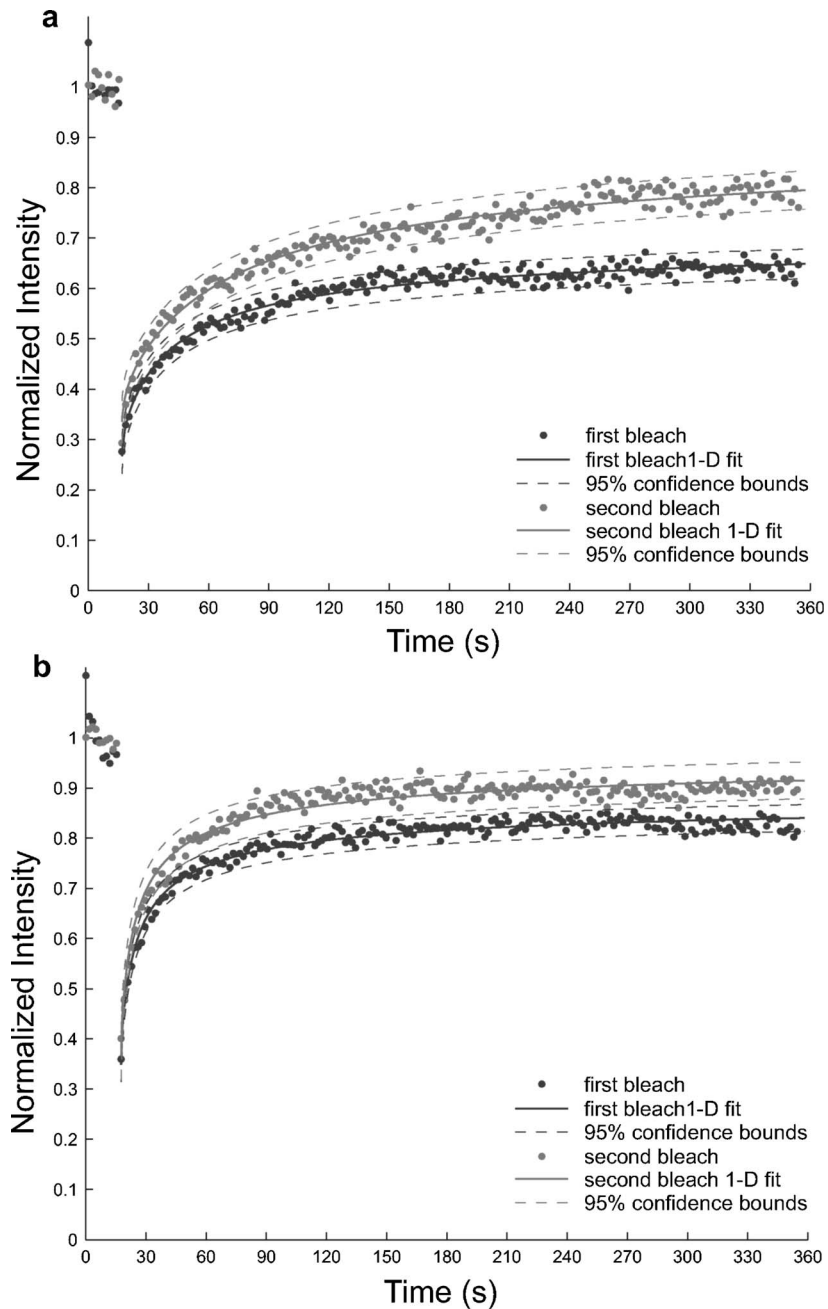 a
1
0.9
0.8
0.7
0.6
0.5
0.4
0.3
0.2
0.1
0
Normalized Intensity
first bleach
first bleach1-D fit
95% confidence bounds
second bleach
second bleach 1-D fit
95% confidence bounds
0 30 60 90 120 150 180 210 240 270 300 330 360
Time (s)
b
1
0.9
0.8
0.7
0.6
0.5
0.4
0.3
0.2
0.1
0
Normalized Intensity
first bleach
first bleach1-D fit
95% confidence bounds
second bleach
second bleach 1-D fit
95% confidence bounds
0 30 60 90 120 150 180 210 240 270 300 330 360
Time (s)